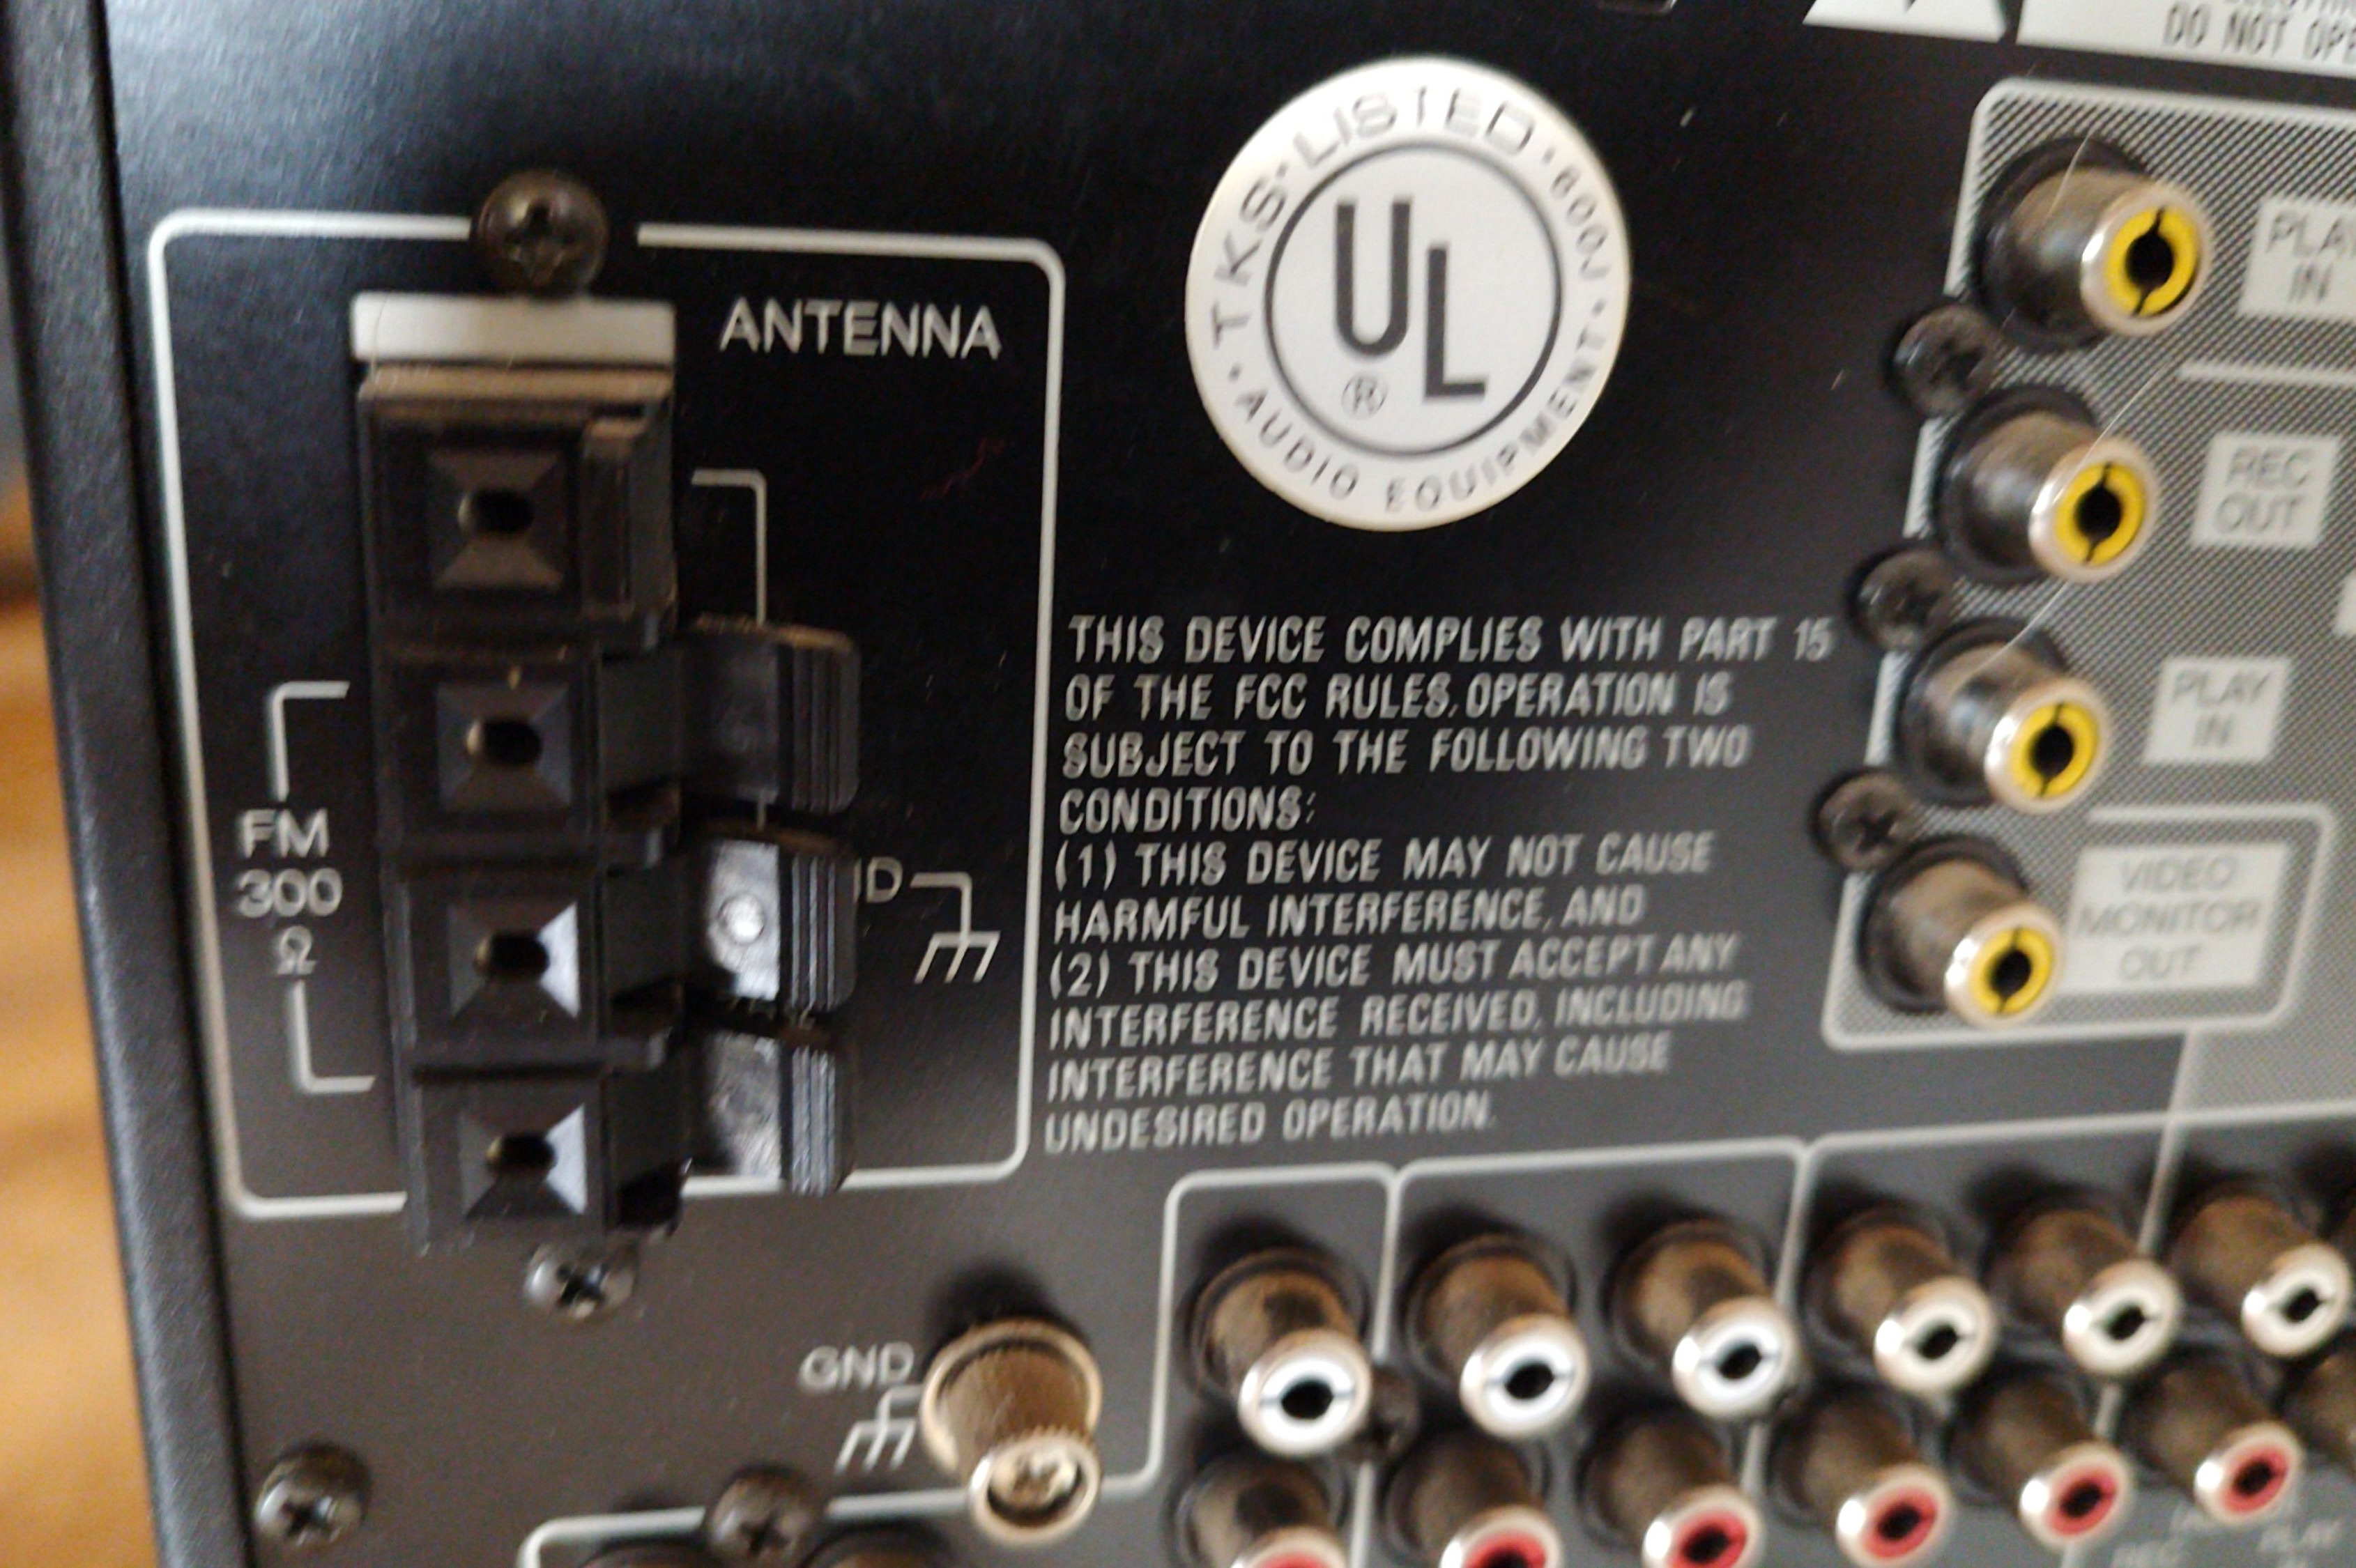 DO NOT OPE
TKS · LISTED · 600J ·
UL
®
· AUDIO EQUIPMENT ·
ANTENNA
FM
300
Ω
THIS DEVICE COMPLIES WITH PART 15
OF THE FCC RULES. OPERATION IS
SUBJECT TO THE FOLLOWING TWO
CONDITIONS:
(1) THIS DEVICE MAY NOT CAUSE
HARMFUL INTERFERENCE, AND
(2) THIS DEVICE MUST ACCEPT ANY
INTERFERENCE RECEIVED, INCLUDING
INTERFERENCE THAT MAY CAUSE
UNDESIRED OPERATION.
PLAY
IN
REC
OUT
PLAY
IN
VIDEO
MONITOR
OUT
GND
REC
PLAY